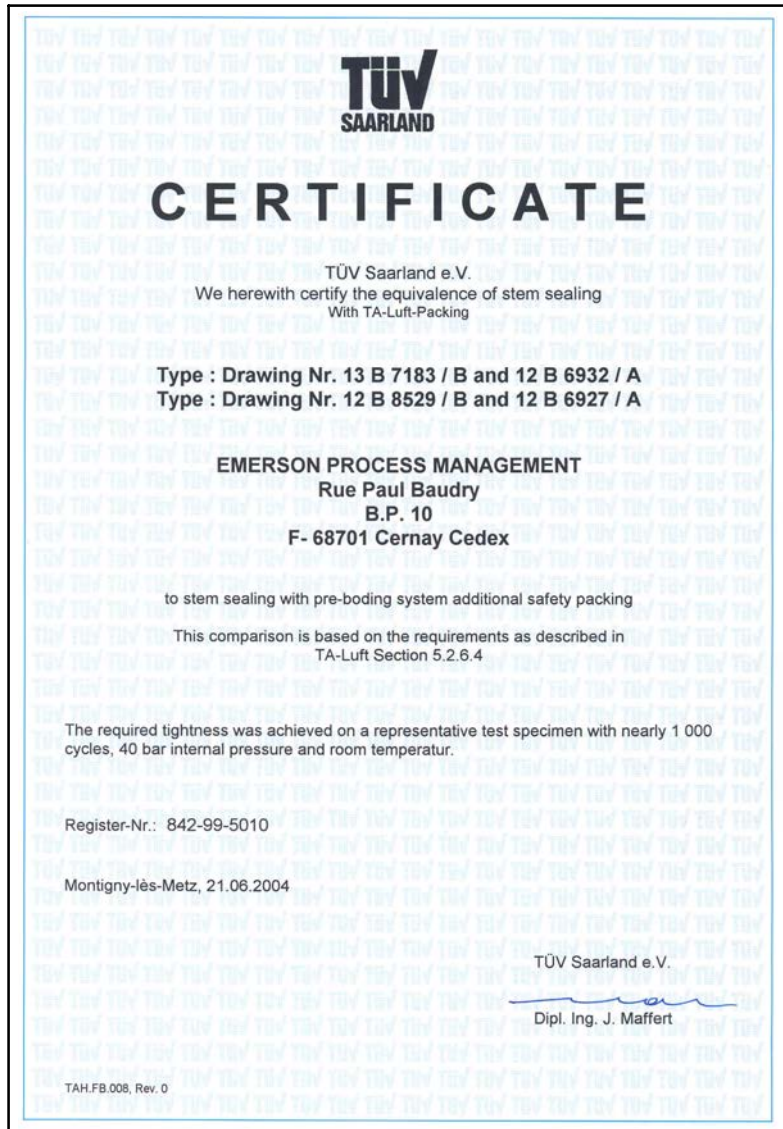 TÜV
SAARLAND
CERTIFICATE
TÜV Saarland e.V.
We herewith certify the equivalence of stem sealing
With TA-Luft-Packing
Type : Drawing Nr. 13 B 7183 / B and 12 B 6932 / A
Type : Drawing Nr. 12 B 8529 / B and 12 B 6927 / A
EMERSON PROCESS MANAGEMENT
Rue Paul Baudry
B.P. 10
F- 68701 Cernay Cedex
to stem sealing with pre-boding system additional safety packing
This comparison is based on the requirements as described in
TA-Luft Section 5.2.6.4
The required tightness was achieved on a representative test specimen with nearly 1 000
cycles, 40 bar internal pressure and room temperatur.
Register-Nr.: 842-99-5010
Montigny-lès-Metz, 21.06.2004
TÜV Saarland e.V.
Dipl. Ing. J. Maffert
TAH.FB.008, Rev. 0